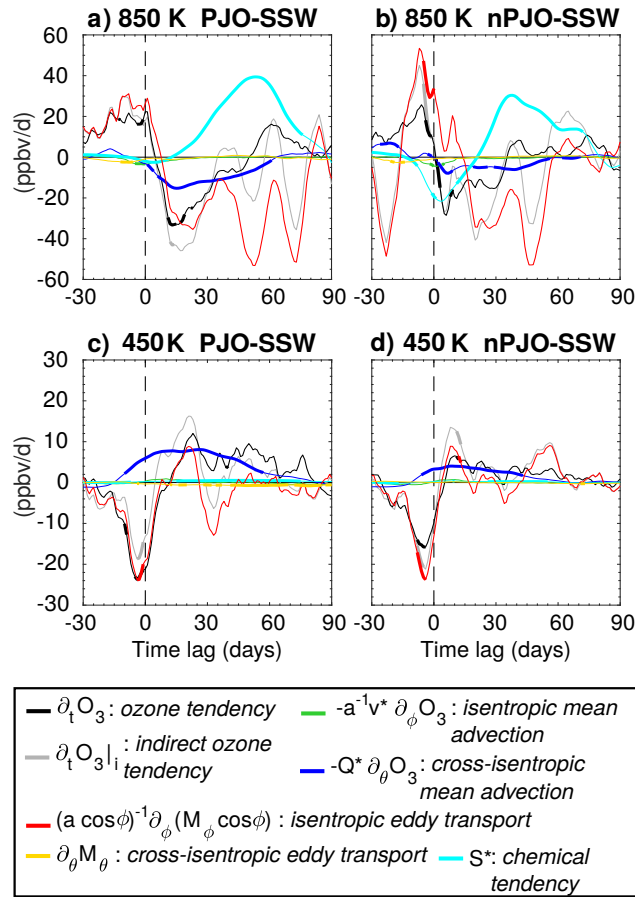 a) 850 K PJO-SSW
b) 850 K nPJO-SSW
(ppbv/d)
60
40
20
0
-20
-40
-60
-30 0 30 60 90
-30 0 30 60 90
c) 450 K PJO-SSW
d) 450 K nPJO-SSW
(ppbv/d)
30
20
10
0
-10
-20
-30
-30 0 30 60 90
-30 0 30 60 90
Time lag (days)
Time lag (days)
∂tO3 : ozone tendency
-a⁻¹v* ∂ϕO3 : isentropic mean
advection
∂tO3|i : indirect ozone
tendency
-Q* ∂θO3 : cross-isentropic
mean advection
(a cosϕ)⁻¹∂ϕ(Mϕ cosϕ) : isentropic eddy transport
∂θMθ : cross-isentropic eddy transport
S*: chemical
tendency